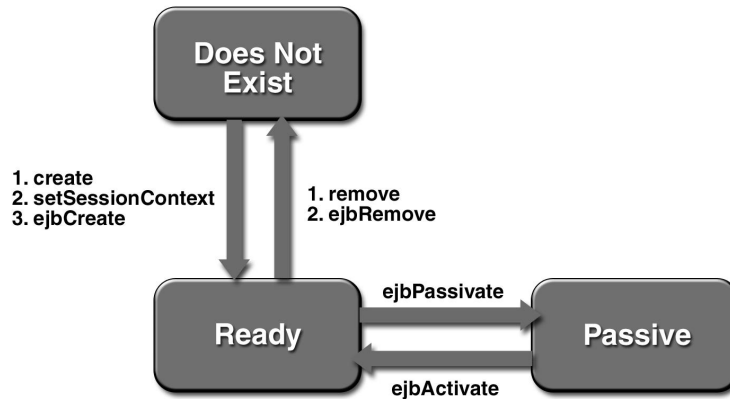 Does Not
Exist
1. create
2. setSessionContext
3. ejbCreate
1. remove
2. ejbRemove
ejbPassivate
Ready
Passive
ejbActivate